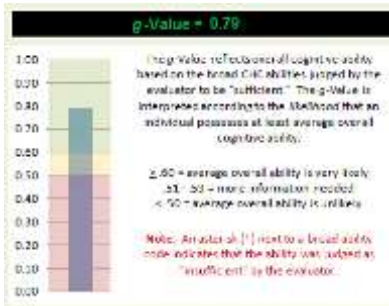 g-Value = 0.79
1.00
0.90
0.80
0.70
0.60
0.50
0.40
0.30
0.20
0.10
0.00
The g-Value reflects overall cognitive ability
based on the broad CHC abilities judged by the
evaluator to be "sufficient." The g-Value is
interpreted according to the likelihood that an
individual possesses at least average overall
cognitive ability.
≥ .60 = average overall ability is very likely
.51 - .59 = more information needed
≤ .50 = average overall ability is unlikely
Note: An asterisk (*) next to a broad ability
code indicates that the ability was judged as
"insufficient" by the evaluator.